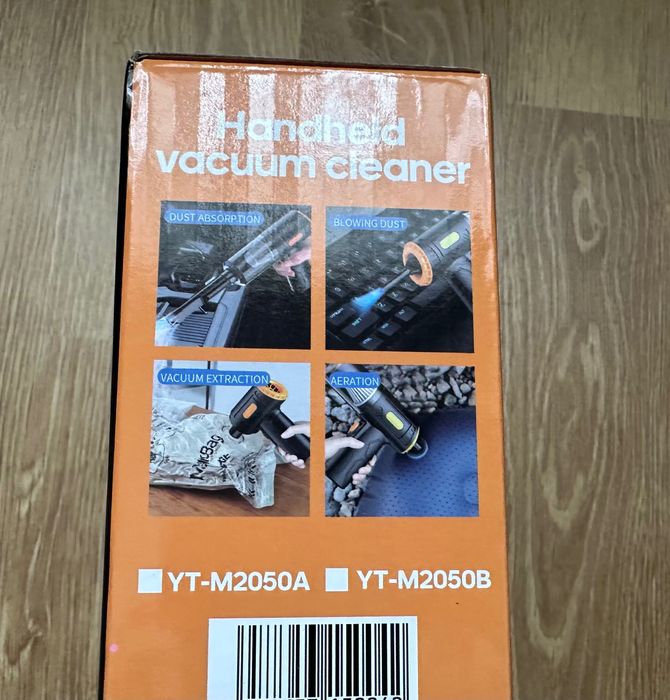 Handheld
vacuum cleaner
DUST ABSORPTION
BLOWING DUST
VACUUM EXTRACTION
AERATION
YT-M2050A
YT-M2050B